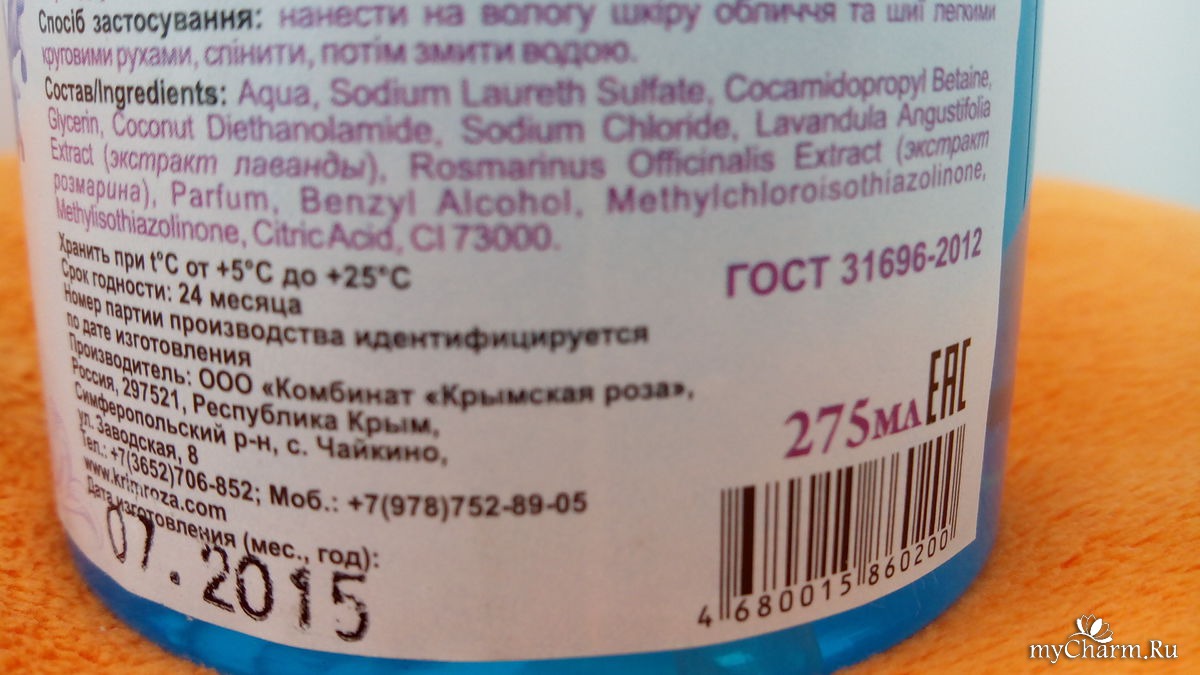 Спосіб застосування: нанести на вологу шкіру обличчя та шиї легкими
круговими рухами, спінити, потім змити водою.
Состав/Ingredients: Aqua, Sodium Laureth Sulfate, Cocamidopropyl Betaine,
Glycerin, Coconut Diethanolamide, Sodium Chloride, Lavandula Angustifolia
Extract (экстракт лаванды), Rosmarinus Officinalis Extract (экстракт
розмарина), Parfum, Benzyl Alcohol, Methylchloroisothiazolinone,
Methylisothiazolinone, Citric Acid, CI 73000.
Хранить при t°C от +5°C до +25°C
Срок годности: 24 месяца
Номер партии производства идентифицируется
по дате изготовления
Производитель: ООО «Комбинат «Крымская роза»,
Россия, 297521, Республика Крым,
Симферопольский р-н, с. Чайкино,
ул. Заводская, 8
Тел.: +7(3652)706-852; Моб.: +7(978)752-89-05
www.krimroza.com
Дата изготовления (мес., год):
07.2015
ГОСТ 31696-2012
275мл EAC
4 680015 860200
myCharm.Ru